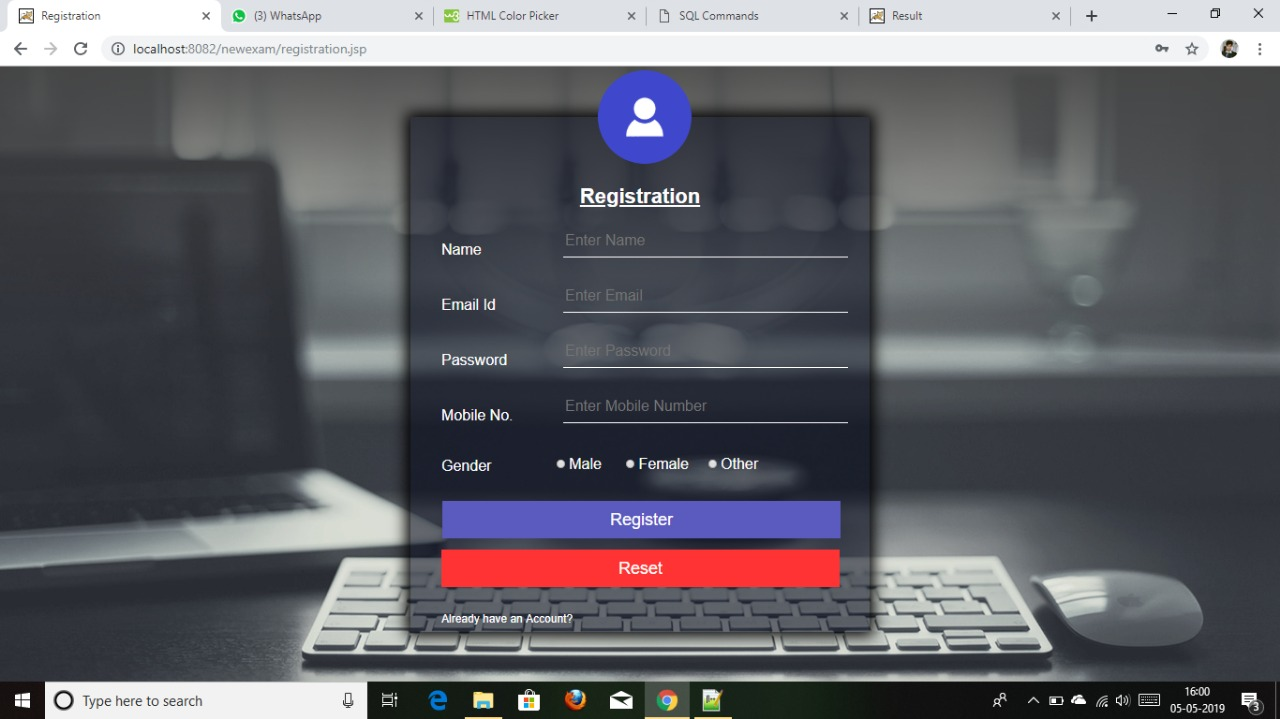 Registration
(3) WhatsApp
HTML Color Picker
SQL Commands
Result
localhost:8082/newexam/registration.jsp
Registration
Name Enter Name
Email Id Enter Email
Password Enter Password
Mobile No. Enter Mobile Number
Gender Male Female Other
Register
Reset
Already have an Account?
Type here to search
16:00
05-05-2019
3